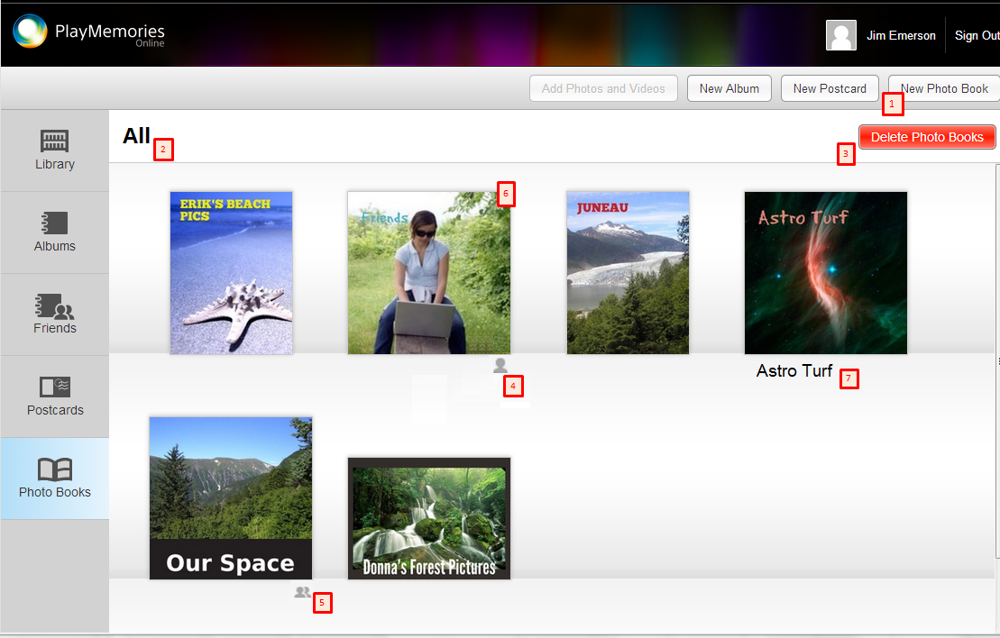 PlayMemories
Online
Jim Emerson
Sign Out
Add Photos and Videos
New Album
New Postcard
New Photo Book
1
All
2
3
Delete Photo Books
Library
Albums
Friends
Postcards
Photo Books
ERIK'S BEACH
PICS
Friends
6
JUNEAU
Astro Turf
4
Astro Turf
7
Our Space
Donna's Forest Pictures
5